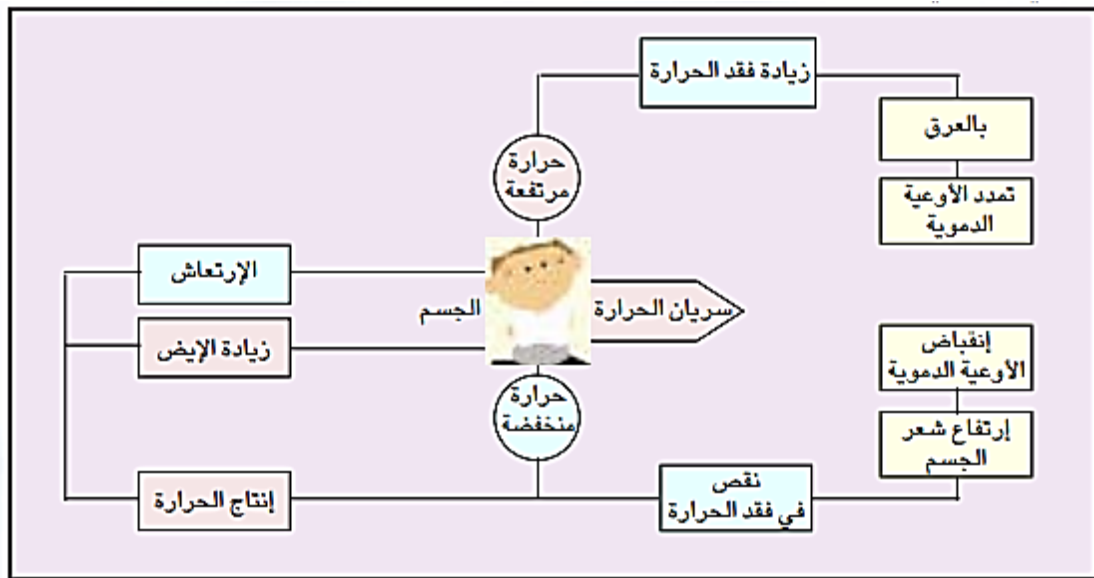 زيادة فقد الحرارة
بالعرق
حرارة
مرتفعة
تمدد الأوعية
الدموية
الإرتعاش
الجسم
سريان الحرارة
زيادة الإيض
إنقباض
الأوعية الدموية
حرارة
منخفضة
إرتفاع شعر
الجسم
نقص
في فقد الحرارة
إنتاج الحرارة